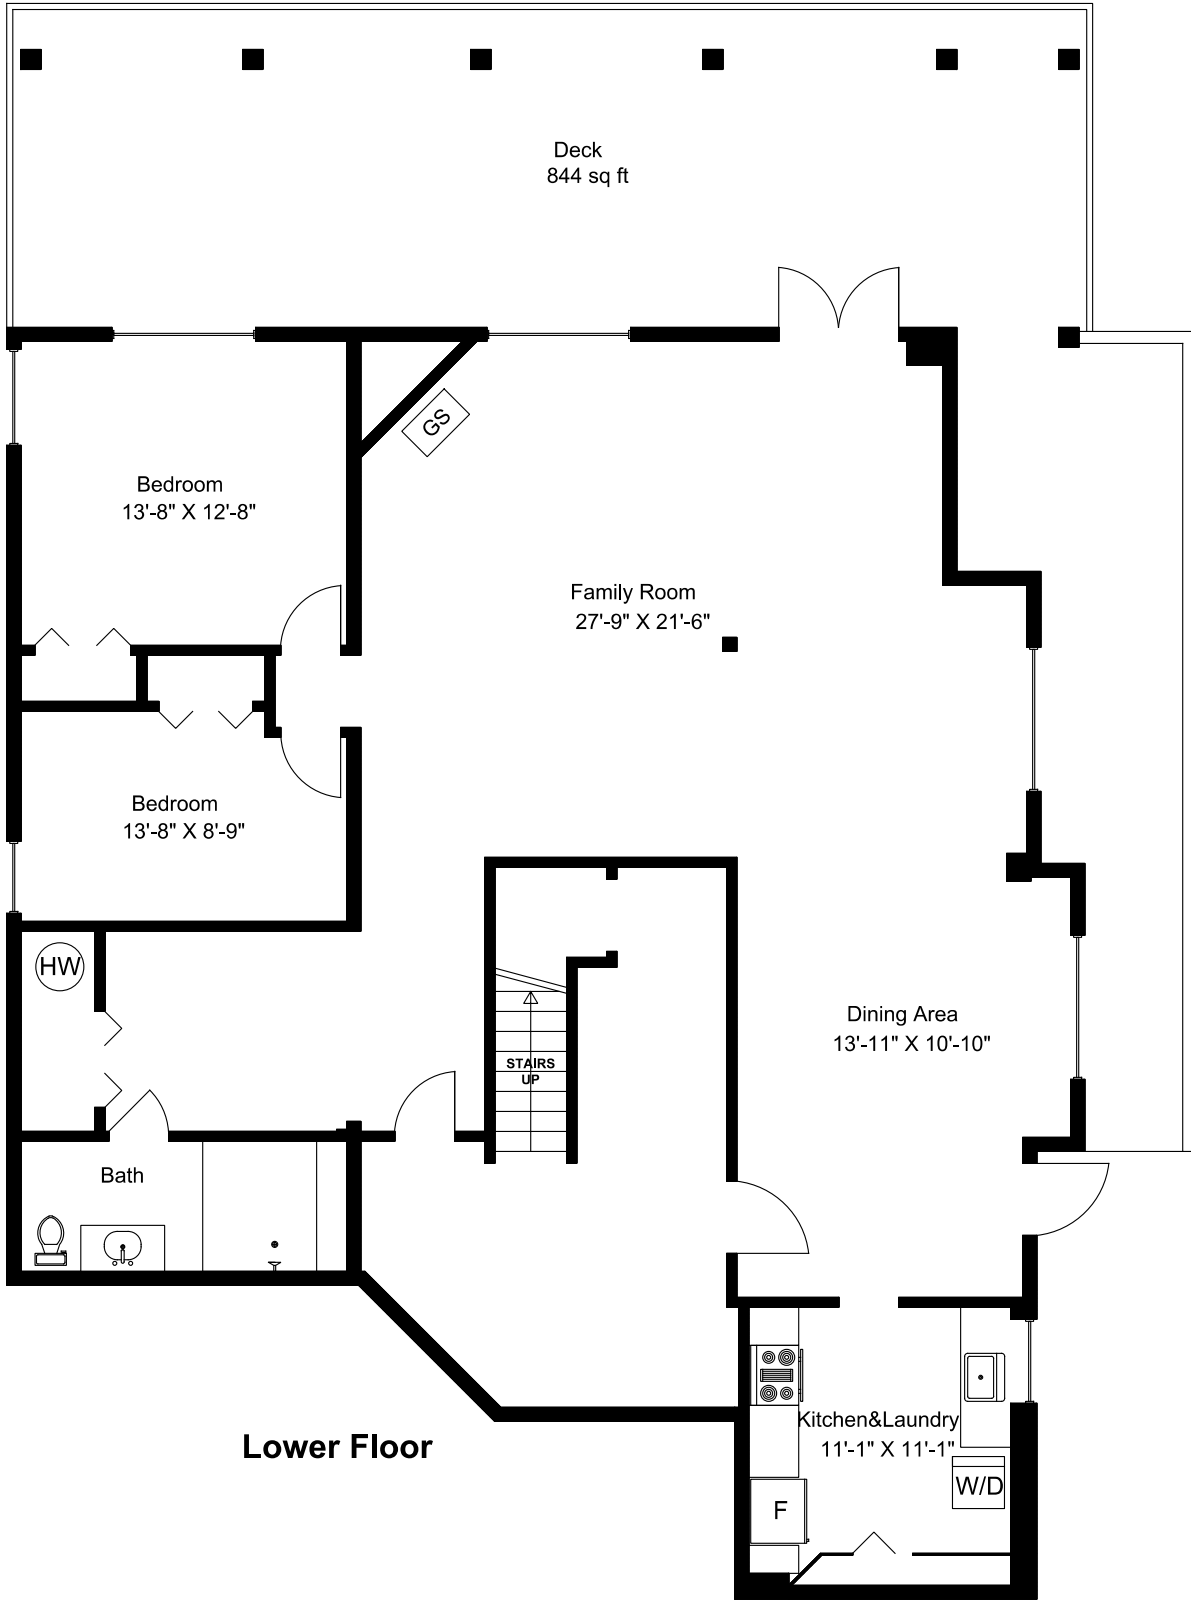 Deck
844 sq ft
GS
Bedroom
13'-8" X 12'-8"
Family Room
27'-9" X 21'-6"
Bedroom
13'-8" X 8'-9"
HW
Dining Area
13'-11" X 10'-10"
STAIRS
UP
Bath
Kitchen&Laundry
11'-1" X 11'-1"
Lower Floor
W/D
F